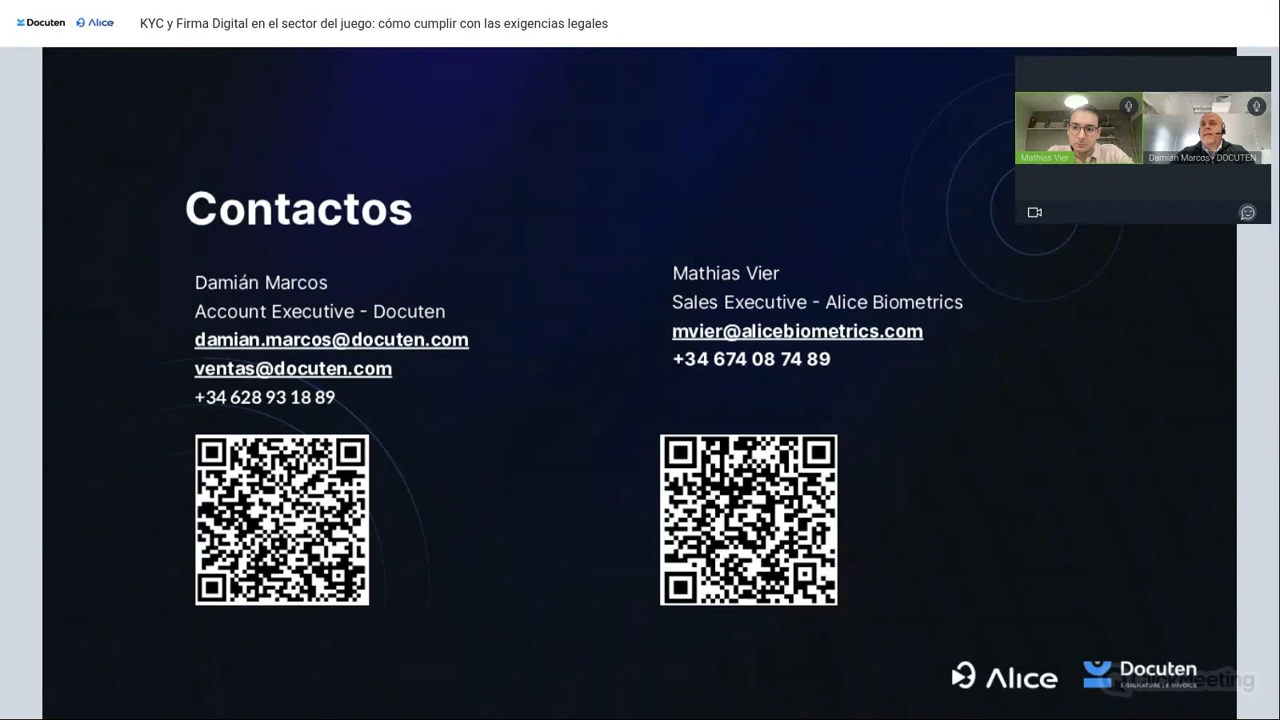 Docuten Alice KYC y Firma Digital en el sector del juego: cómo cumplir con las exigencias legales
Mathias Vier
Damián Marcos - DOCUTEN
Contactos
Damián Marcos
Account Executive - Docuten
damian.marcos@docuten.com
ventas@docuten.com
+34 628 93 18 89
Mathias Vier
Sales Executive - Alice Biometrics
mvier@alicebiometrics.com
+34 674 08 74 89
Alice
Docuten
E-SIGNATURE | E-INVOICE